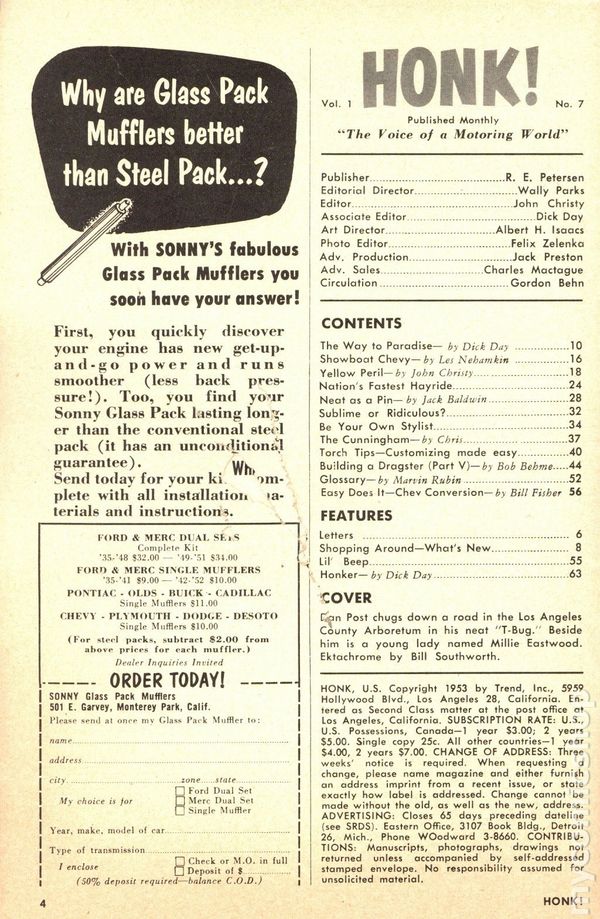 Why are Glass Pack
Mufflers better
than Steel Pack...?
With SONNY'S fabulous
Glass Pack Mufflers you
soon have your answer!
First, you quickly discover
your engine has new get-up-
and-go power and runs
smoother (less back pres-
sure!). Too, you find your
Sonny Glass Pack lasting long-
er than the conventional steel
pack (it has an unconditional
guarantee).
Send today for your ki
plete with all installation
terials and instructions.
FORD & MERC DUAL SETS
Complete Kit
'35-'48 $32.00 — '49-'51 $34.00
FORD & MERC SINGLE MUFFLERS
'35-'41 $9.00 — '42-'52 $10.00
PONTIAC - OLDS - BUICK - CADILLAC
Single Mufflers $11.00
CHEVY - PLYMOUTH - DODGE - DESOTO
Single Mufflers $10.00
(For steel packs, subtract $2.00 from
above prices for each muffler.)
Dealer Inquiries Invited
ORDER TODAY!
SONNY Glass Pack Mufflers
501 E. Garvey, Monterey Park, Calif.
Please send at once my Glass Pack Muffler to:
name
address
city zone state
My choice is for
Ford Dual Set
Merc Dual Set
Single Muffler
Year, make, model of car
Type of transmission
I enclose
Check or M.O. in full
Deposit of $
(50% deposit required—balance C.O.D.)
4
HONK!
Vol. 1
No. 7
Published Monthly
"The Voice of a Motoring World"
Publisher R. E. Petersen
Editorial Director Wally Parks
Editor John Christy
Associate Editor Dick Day
Art Director Albert H. Isaacs
Photo Editor Felix Zelenka
Adv. Production Jack Preston
Adv. Sales Charles Mactague
Circulation Gordon Behn
CONTENTS
The Way to Paradise—by Dick Day 10
Showboat Chevy—by Les Nehamkin 16
Yellow Peril—by John Christy 18
Nation's Fastest Hayride 24
Neat as a Pin—by Jack Baldwin 28
Sublime or Ridiculous? 32
Be Your Own Stylist 34
The Cunningham—by Chris 37
Torch Tips—Customizing made easy 40
Building a Dragster (Part V)—by Bob Behme 44
Glossary—by Marvin Rubin 52
Easy Does It—Chev Conversion—by Bill Fisher 56
FEATURES
Letters 6
Shopping Around—What's New 8
Lil' Beep 55
Honker—by Dick Day 63
COVER
Dan Post chugs down a road in the Los Angeles
County Arboretum in his neat "T-Bug." Beside
him is a young lady named Millie Eastwood.
Ektachrome by Bill Southworth.
HONK, U.S. Copyright 1953 by Trend, Inc., 5959
Hollywood Blvd., Los Angeles 28, California. En-
tered as Second Class matter at the post office at
Los Angeles, California. SUBSCRIPTION RATE: U.S.,
U.S. Possessions, Canada—1 year $3.00; 2 years
$5.00. Single copy 25c. All other countries—1 year
$4.00, 2 years $7.00. CHANGE OF ADDRESS: Three
weeks' notice is required. When requesting a
change, please name magazine and either furnish
an address imprint from a recent issue, or state
exactly how label is addressed. Change cannot be
made without the old, as well as the new, address.
ADVERTISING: Closes 65 days preceding dateline
(see SRDS). Eastern Office, 3107 Book Bldg., Detroit
26, Mich., Phone WOodward 3-8660. CONTRIBU-
TIONS: Manuscripts, photographs, drawings not
returned unless accompanied by self-addressed
stamped envelope. No responsibility assumed for
unsolicited material.
HONK!